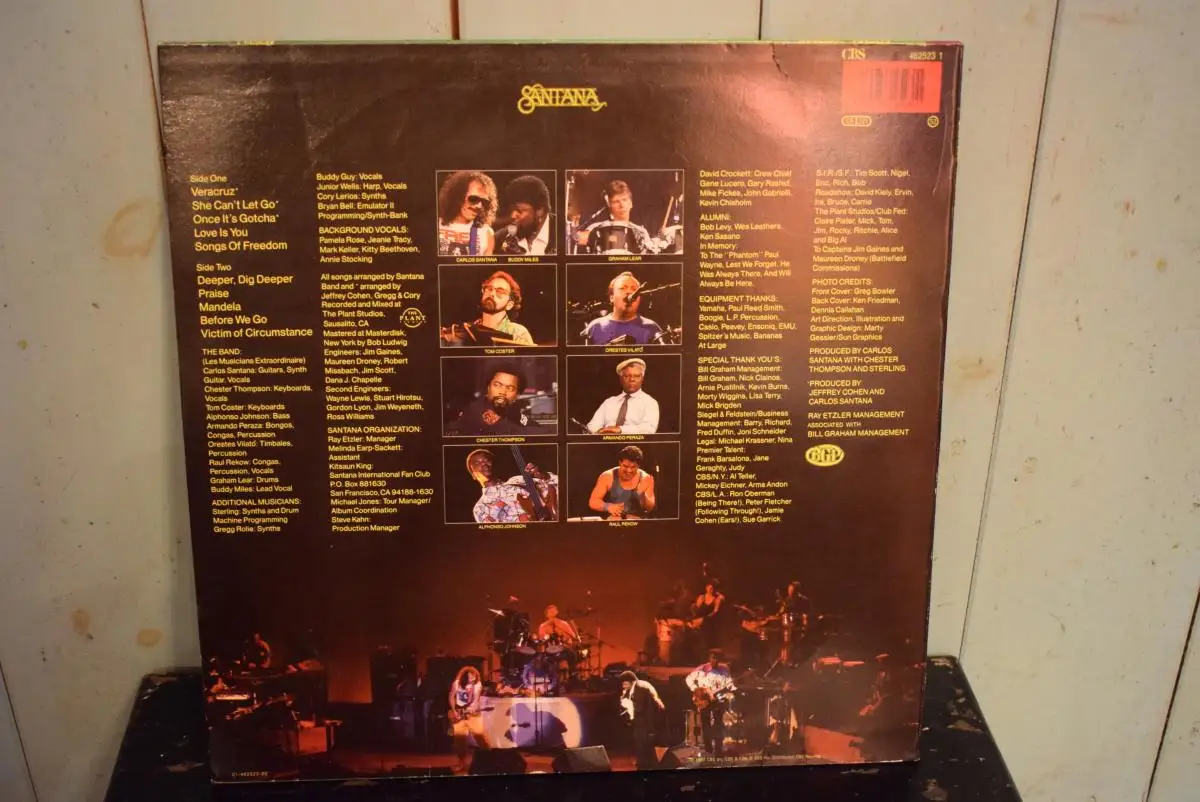 SANTANA
CBS
462523 1
Side One
Veracruz*
She Can't Let Go*
Once It's Gotcha*
Love Is You
Songs Of Freedom
Side Two
Deeper, Dig Deeper
Praise
Mandela
Before We Go
Victim of Circumstance
THE BAND:
(Les Musicians Extraordinaire)
Carlos Santana: Guitars, Synth
Guitar, Vocals
Chester Thompson: Keyboards,
Vocals
Tom Coster: Keyboards
Alphonso Johnson: Bass
Armando Peraza: Bongos,
Congas, Percussion
Orestes Vilató: Timbales,
Percussion
Raul Rekow: Congas,
Percussion, Vocals
Graham Lear: Drums
Buddy Miles: Lead Vocal
ADDITIONAL MUSICIANS:
Sterling: Synths and Drum
Machine Programming
Gregg Rolie: Synths
Buddy Guy: Vocals
Junior Wells: Harp, Vocals
Cory Lerios: Synths
Bryan Bell: Emulator II
Programming/Synth-Bank
BACKGROUND VOCALS:
Pamela Rose, Jeanie Tracy,
Mark Keller, Kitty Beethoven,
Annie Stocking
All songs arranged by Santana
Band and * arranged by
Jeffrey Cohen, Gregg & Cory
Recorded and Mixed at
The Plant Studios,
Sausalito, CA
THE
PLANT
Mastered at Masterdisk,
New York by Bob Ludwig
Engineers: Jim Gaines,
Maureen Droney, Robert
Missbach, Jim Scott,
Dana J. Chapelle
Second Engineers:
Wayne Lewis, Stuart Hirotsu,
Gordon Lyon, Jim Weyeneth,
Ross Williams
SANTANA ORGANIZATION:
Ray Etzler: Manager
Melinda Earp-Sackett:
Assistant
Kitsaun King:
Santana International Fan Club
P.O. Box 881630
San Francisco, CA 94188-1630
Michael Jones: Tour Manager/
Album Coordination
Steve Kahn:
Production Manager
CARLOS SANTANA BUDDY MILES
GRAHAM LEAR
TOM COSTER
ORESTES VILATÓ
CHESTER THOMPSON
ARMANDO PERAZA
ALPHONSO JOHNSON
RAUL REKOW
David Crockett: Crew Chief
Gene Lucero, Gary Rashid,
Mike Fickes, John Gabrielli,
Kevin Chisholm
ALUMNI:
Bob Levy, Wes Leathers,
Ken Sasano
In Memory:
To The "Phantom" Paul
Wayne, Lest We Forget. He
Was Always There, And Will
Always Be Here.
EQUIPMENT THANKS:
Yamaha, Paul Reed Smith,
Boogie, L.P. Percussion,
Casio, Peavey, Ensoniq, EMU,
Spitzer's Music, Bananas
At Large
SPECIAL THANK YOU'S:
Bill Graham Management:
Bill Graham, Nick Clainos,
Arnie Pustilnik, Kevin Burns,
Morty Wiggins, Lisa Terry,
Mick Brigden
Siegel & Feldstein/Business
Management: Barry, Richard,
Fred Duffin, Joni Schneider
Legal: Michael Krassner, Nina
Premier Talent:
Frank Barsalona, Jane
Geraghty, Judy
CBS/N.Y.: Al Teller,
Mickey Eichner, Arma Andon
CBS/L.A.: Ron Oberman
(Being There!), Peter Fletcher
(Following Through!), Jamie
Cohen (Ears!), Sue Garrick
S.I.R./S.F.: Tim Scott, Nigel,
Eric, Rich, Bob
Roadshow: David Kiely, Ervin,
Ira, Bruce, Carrie
The Plant Studios/Club Fed:
Claire Pister, Mick, Tom,
Jim, Rocky, Ritchie, Alice
and Big Al
To Captain Jim Gaines and
Maureen Droney (Battlefield
Commissions)
PHOTO CREDITS:
Front Cover: Greg Bowler
Back Cover: Ken Friedman,
Dennis Callahan
Art Direction, Illustration and
Graphic Design: Marty
Gessler/Sun Graphics
PRODUCED BY CARLOS
SANTANA WITH CHESTER
THOMPSON AND STERLING
*PRODUCED BY
JEFFREY COHEN AND
CARLOS SANTANA
RAY ETZLER MANAGEMENT
ASSOCIATED WITH
BILL GRAHAM MANAGEMENT
BGM
01-462523-20